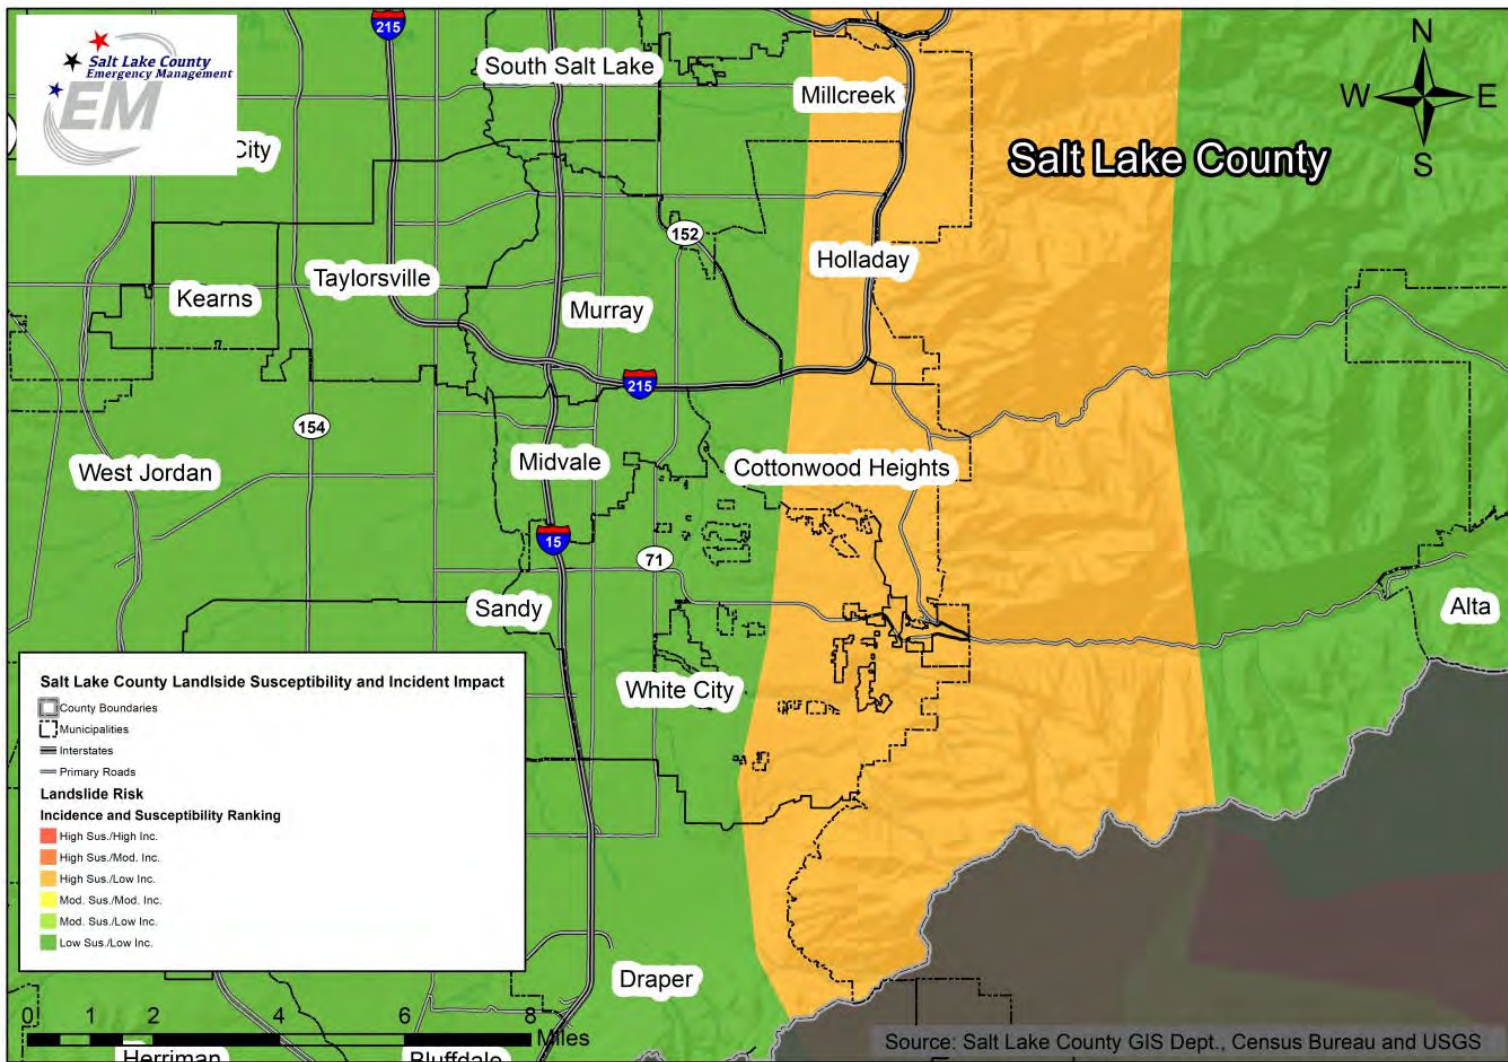 215
Salt Lake County
Emergency Management
EM
South Salt Lake
Millcreek
N
W
E
S
City
Salt Lake County
152
Holladay
Taylorsville
Kearns
Murray
215
154
West Jordan
Midvale
Cottonwood Heights
15
71
Sandy
Alta
White City
Salt Lake County Landlside Susceptibility and Incident Impact
County Boundaries
Municipalities
Interstates
Primary Roads
Landslide Risk
Incidence and Susceptibility Ranking
High Sus./High Inc.
High Sus./Mod. Inc.
High Sus./Low Inc.
Mod. Sus./Mod. Inc.
Mod. Sus./Low Inc.
Low Sus./Low Inc.
Draper
0 1 2 4 6 8
Miles
Source: Salt Lake County GIS Dept., Census Bureau and USGS
Herriman
Bluffdale